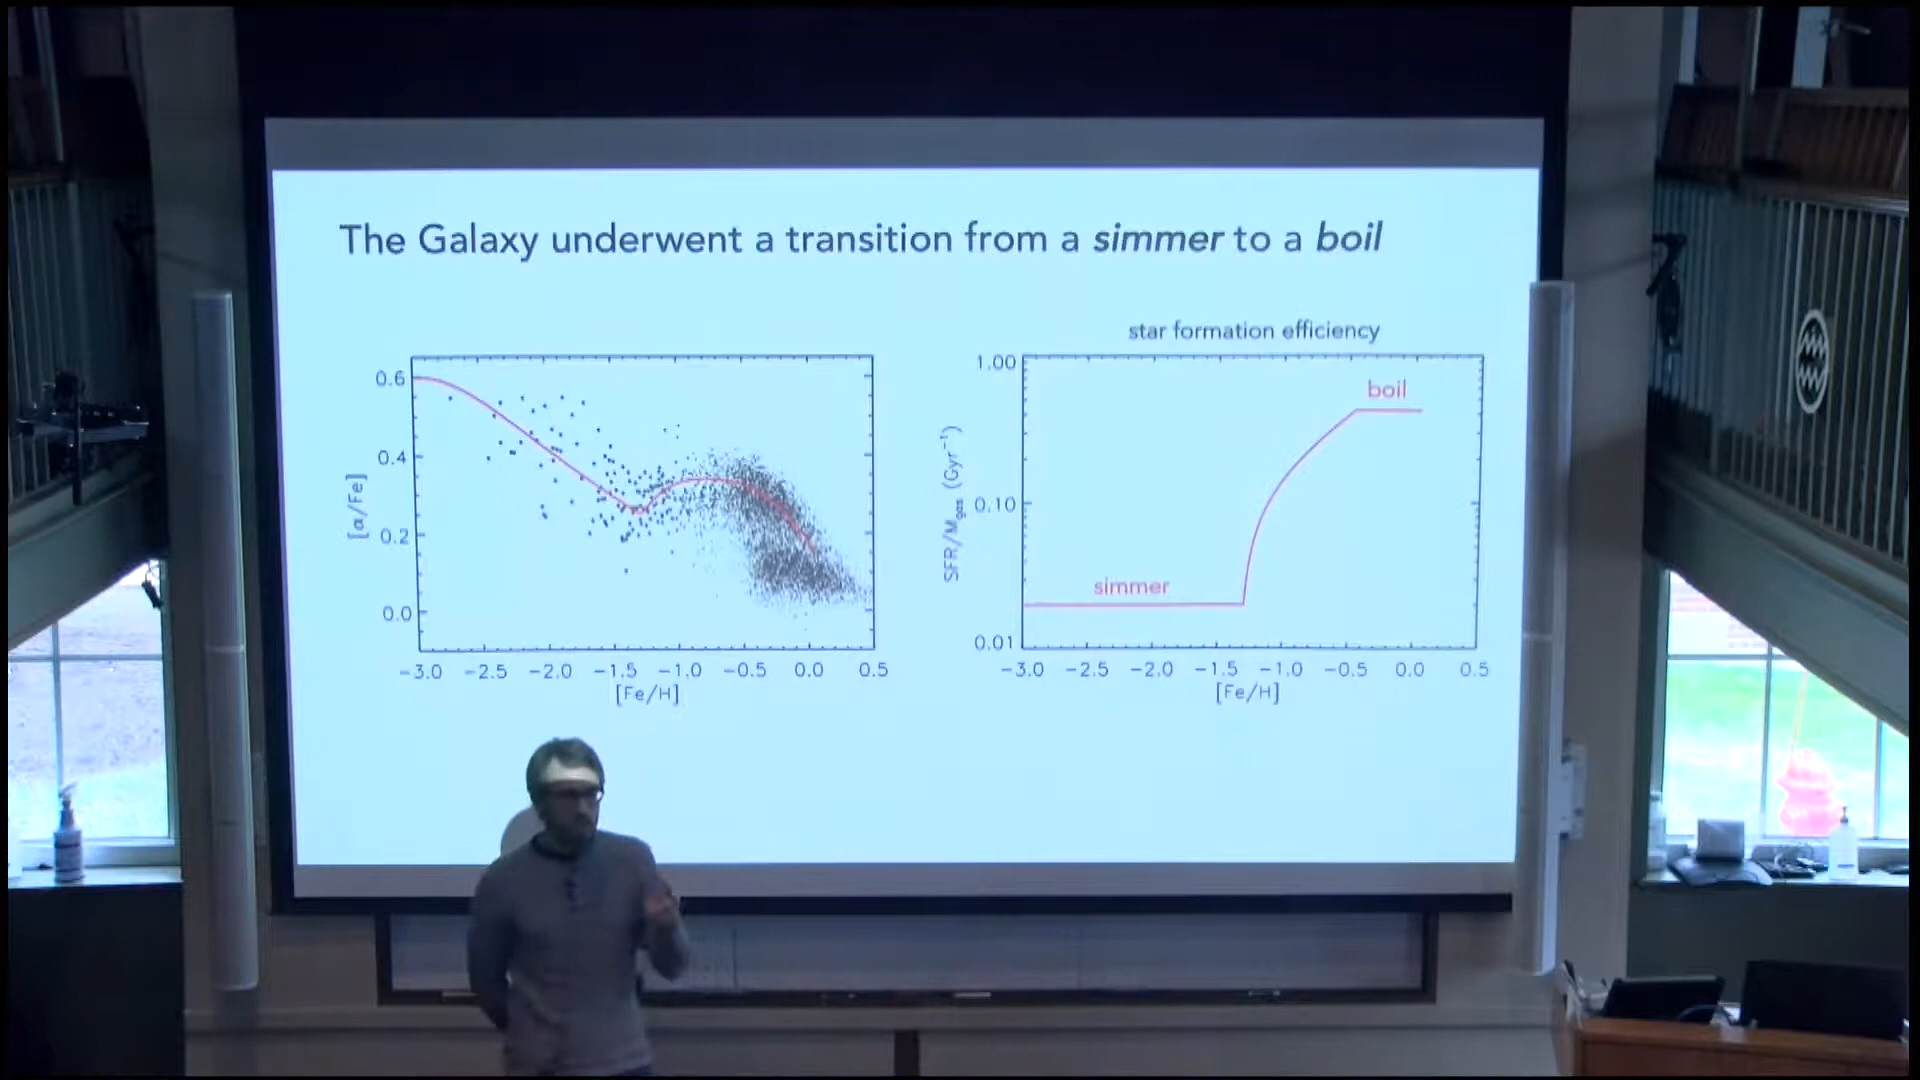 The Galaxy underwent a transition from a simmer to a boil
[α/Fe]
0.6
0.4
0.2
0.0
−3.0 −2.5 −2.0 −1.5 −1.0 −0.5 0.0 0.5
[Fe/H]
star formation efficiency
SFR/Mgas (Gyr⁻¹)
1.00
0.10
0.01
boil
simmer
−3.0 −2.5 −2.0 −1.5 −1.0 −0.5 0.0 0.5
[Fe/H]